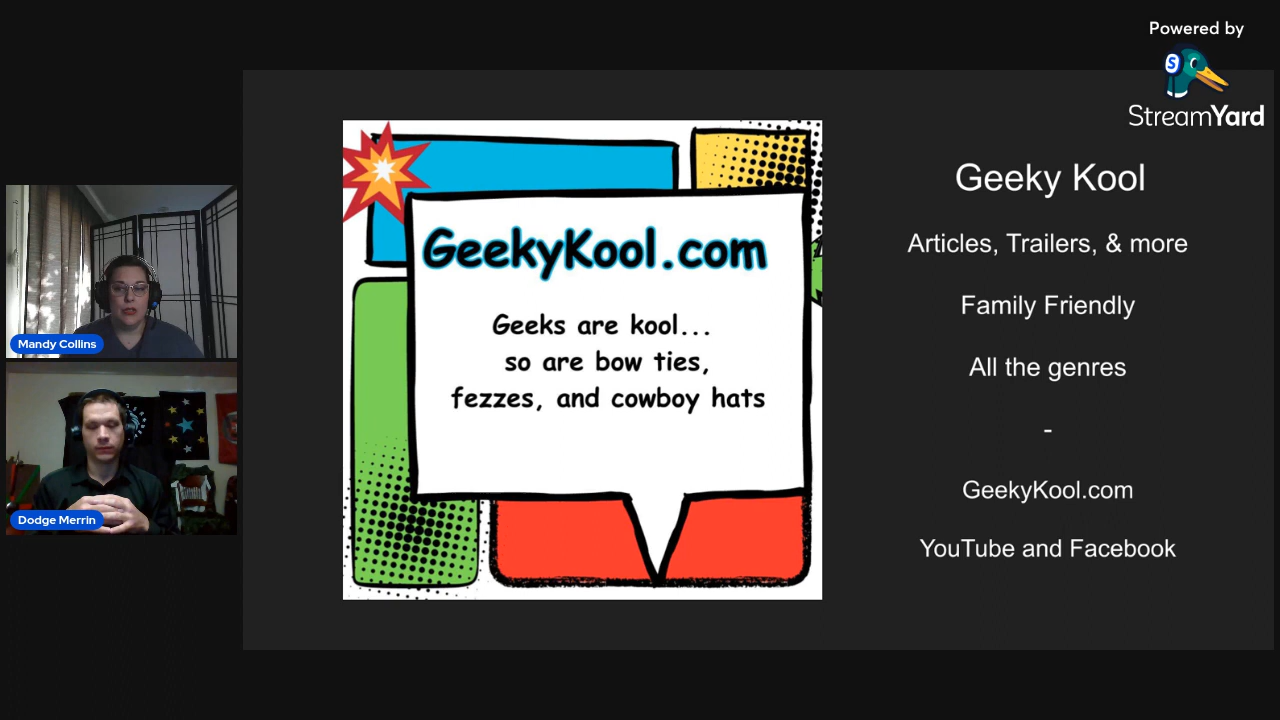 Powered by
StreamYard
Mandy Collins
Dodge Merrin
GeekyKool.com
Geeks are kool...
so are bow ties,
fezzes, and cowboy hats
Geeky Kool
Articles, Trailers, & more
Family Friendly
All the genres
-
GeekyKool.com
YouTube and Facebook